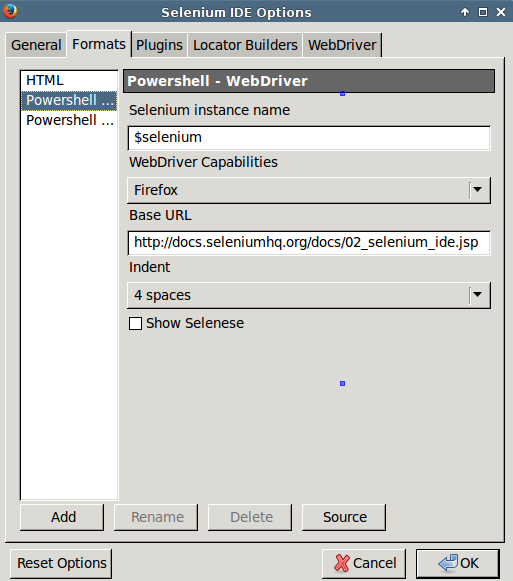 Selenium IDE Options
General Formats Plugins Locator Builders WebDriver
HTML
Powershell ...
Powershell ...
Powershell - WebDriver
Selenium instance name
$selenium
WebDriver Capabilities
Firefox
Base URL
http://docs.seleniumhq.org/docs/02_selenium_ide.jsp
Indent
4 spaces
Show Selenese
Add Rename Delete Source
Reset Options Cancel OK